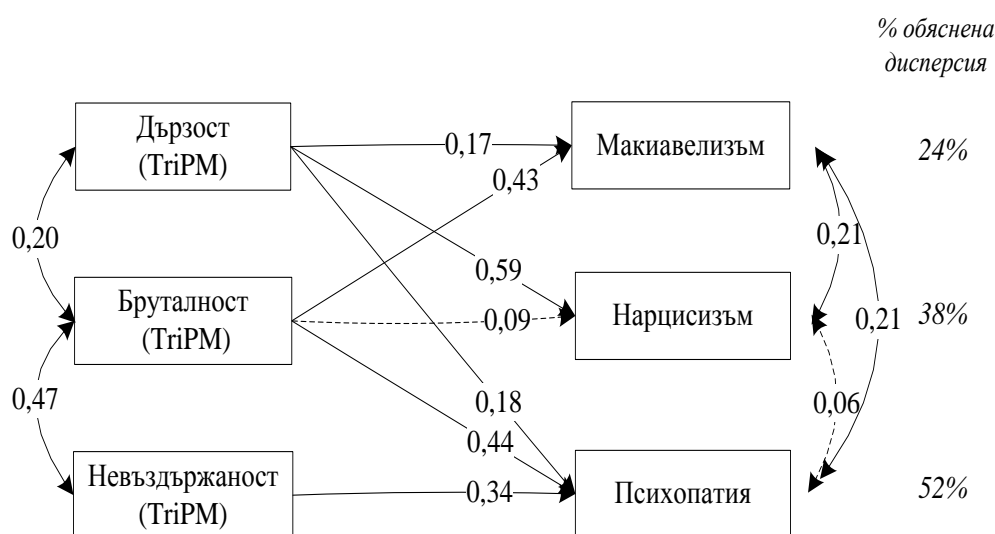 % обяснена
дисперсия
Дързост
(TriPM)
0,17
Макиавелизъм
24%
0,43
0,20
0,21
0,59
Бруталност
(TriPM)
0,09
Нарцисизъм
0,21
38%
0,47
0,18
0,06
0,44
Невъздържаност
(TriPM)
0,34
Психопатия
52%